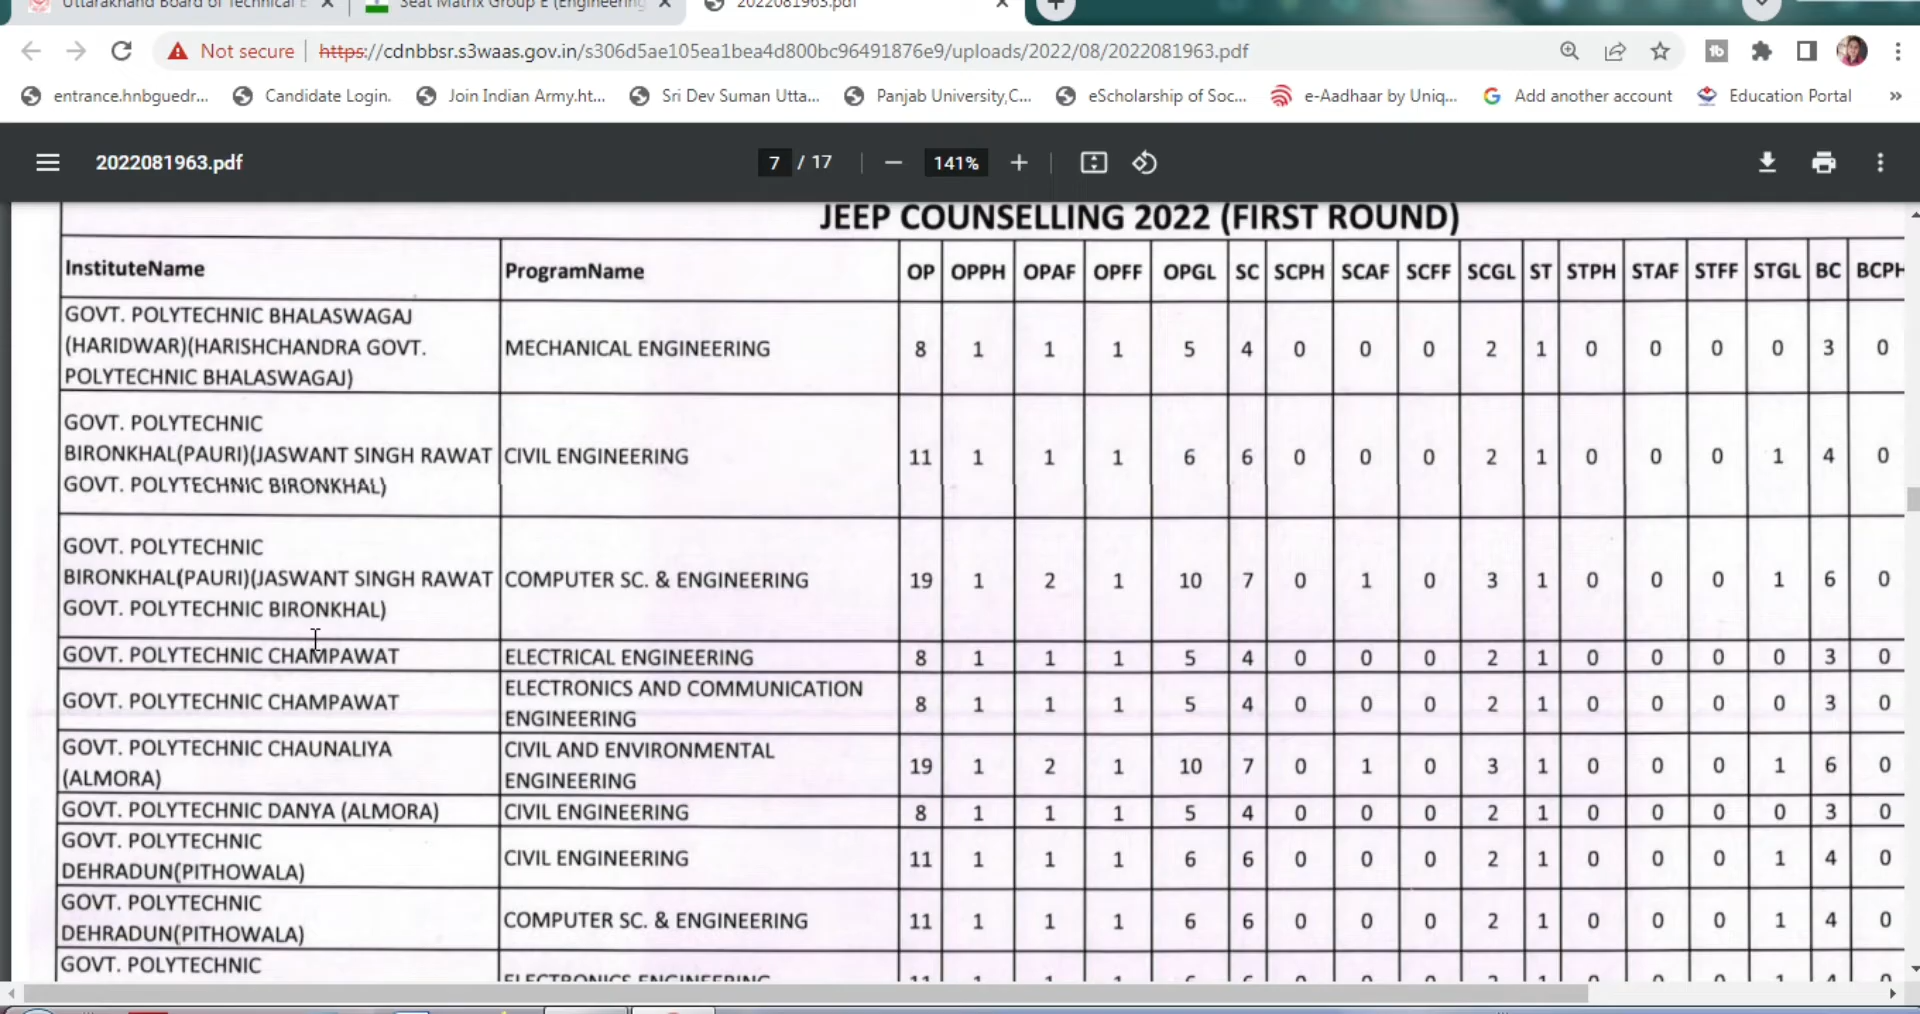 Uttarakhand Board of Technical E
Seat Matrix Group E (Engineering
2022081963.pdf
Not secure https://cdnbbsr.s3waas.gov.in/s306d5ae105ea1bea4d800bc96491876e9/uploads/2022/08/2022081963.pdf
entrance.hnbguedr... Candidate Login. Join Indian Army.ht... Sri Dev Suman Utta... Panjab University,C... eScholarship of Soc... e-Aadhaar by Uniq... Add another account Education Portal »
2022081963.pdf 7 / 17 141%
JEEP COUNSELLING 2022 (FIRST ROUND)
InstituteName ProgramName OP OPPH OPAF OPFF OPGL SC SCPH SCAF SCFF SCGL ST STPH STAF STFF STGL BC BCPH
GOVT. POLYTECHNIC BHALASWAGAJ
(HARIDWAR)(HARISHCHANDRA GOVT. MECHANICAL ENGINEERING 8 1 1 1 5 4 0 0 0 2 1 0 0 0 0 3 0
POLYTECHNIC BHALASWAGAJ)
GOVT. POLYTECHNIC
BIRONKHAL(PAURI)(JASWANT SINGH RAWAT CIVIL ENGINEERING 11 1 1 1 6 6 0 0 0 2 1 0 0 0 1 4 0
GOVT. POLYTECHNIC BIRONKHAL)
GOVT. POLYTECHNIC
BIRONKHAL(PAURI)(JASWANT SINGH RAWAT COMPUTER SC. & ENGINEERING 19 1 2 1 10 7 0 1 0 3 1 0 0 0 1 6 0
GOVT. POLYTECHNIC BIRONKHAL)
GOVT. POLYTECHNIC CHAMPAWAT ELECTRICAL ENGINEERING 8 1 1 1 5 4 0 0 0 2 1 0 0 0 0 3 0
ELECTRONICS AND COMMUNICATION
GOVT. POLYTECHNIC CHAMPAWAT 8 1 1 1 5 4 0 0 0 2 1 0 0 0 0 3 0
ENGINEERING
GOVT. POLYTECHNIC CHAUNALIYA CIVIL AND ENVIRONMENTAL
19 1 2 1 10 7 0 1 0 3 1 0 0 0 1 6 0
(ALMORA) ENGINEERING
GOVT. POLYTECHNIC DANYA (ALMORA) CIVIL ENGINEERING 8 1 1 1 5 4 0 0 0 2 1 0 0 0 0 3 0
GOVT. POLYTECHNIC
CIVIL ENGINEERING 11 1 1 1 6 6 0 0 0 2 1 0 0 0 1 4 0
DEHRADUN(PITHOWALA)
GOVT. POLYTECHNIC
COMPUTER SC. & ENGINEERING 11 1 1 1 6 6 0 0 0 2 1 0 0 0 1 4 0
DEHRADUN(PITHOWALA)
GOVT. POLYTECHNIC
ELECTRONICS ENGINEERING